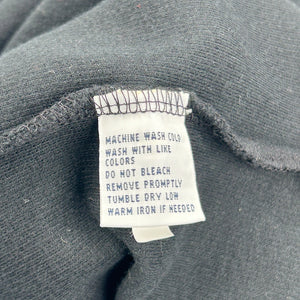 MACHINE WASH COLD
WASH WITH LIKE
COLORS
DO NOT BLEACH
REMOVE PROMPTLY
TUMBLE DRY LOW
WARM IRON IF NEEDED